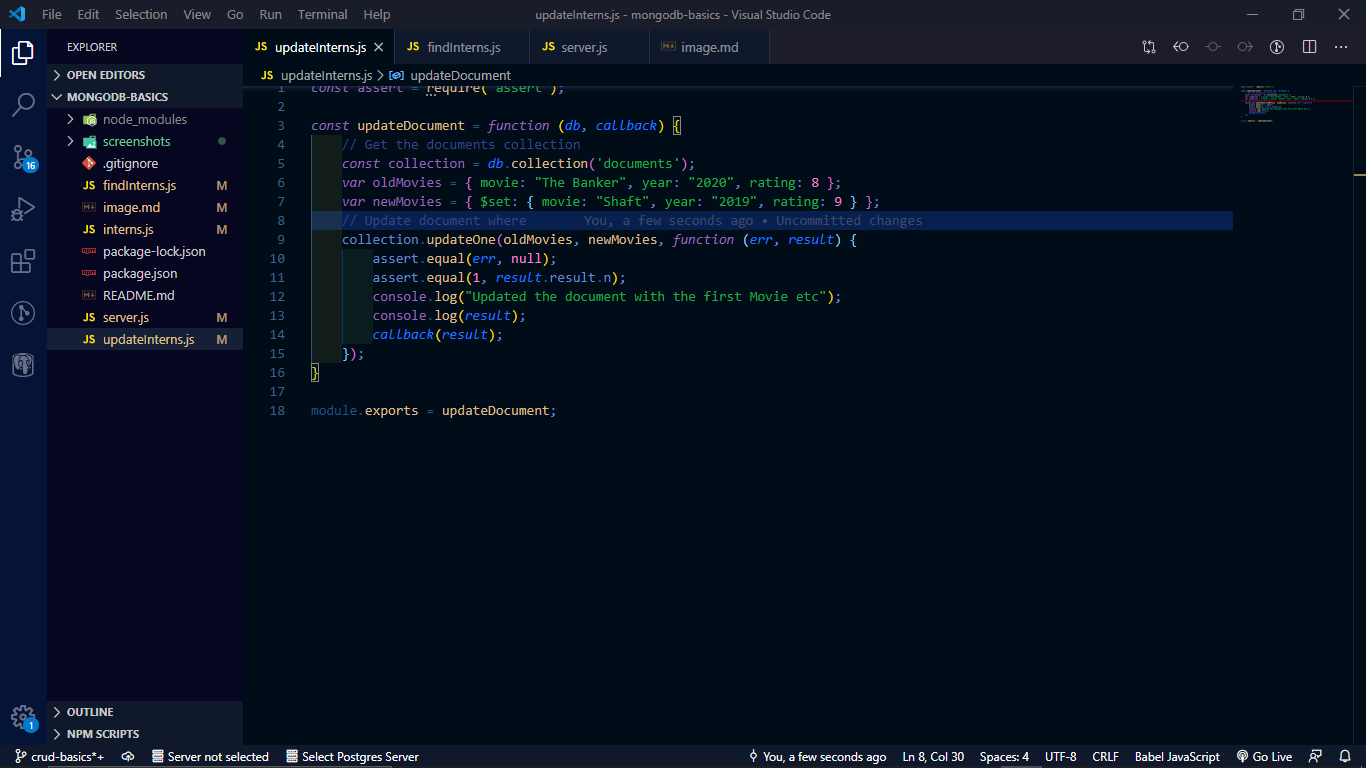 File Edit Selection View Go Run Terminal Help
updateInterns.js - mongodb-basics - Visual Studio Code
EXPLORER
OPEN EDITORS
MONGODB-BASICS
node_modules
screenshots
.gitignore
findInterns.js M
image.md M
interns.js M
package-lock.json
package.json
README.md
server.js M
updateInterns.js M
OUTLINE
NPM SCRIPTS
16
1
JS updateInterns.js
JS findInterns.js
JS server.js
image.md
JS updateInterns.js > updateDocument
1 const assert = require('assert');
2
3 const updateDocument = function (db, callback) {
4 // Get the documents collection
5 const collection = db.collection('documents');
6 var oldMovies = { movie: "The Banker", year: "2020", rating: 8 };
7 var newMovies = { $set: { movie: "Shaft", year: "2019", rating: 9 } };
8 // Update document where You, a few seconds ago • Uncommitted changes
9 collection.updateOne(oldMovies, newMovies, function (err, result) {
10 assert.equal(err, null);
11 assert.equal(1, result.result.n);
12 console.log("Updated the document with the first Movie etc");
13 console.log(result);
14 callback(result);
15 });
16 }
17
18 module.exports = updateDocument;
crud-basics*+ Server not selected Select Postgres Server You, a few seconds ago Ln 8, Col 30 Spaces: 4 UTF-8 CRLF Babel JavaScript Go Live